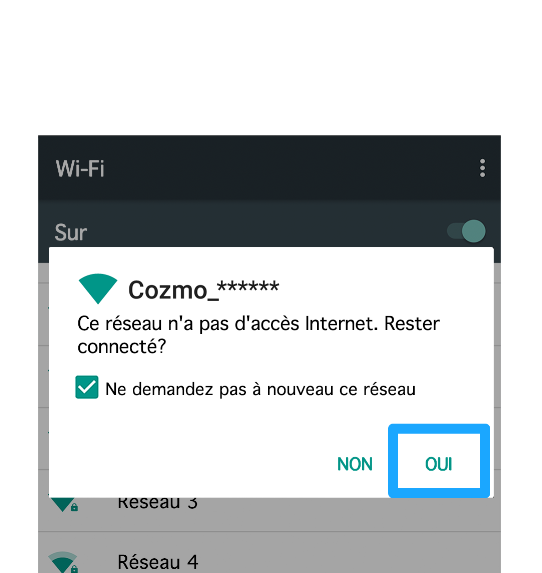 Wi-Fi
Sur
Cozmo_******
Ce réseau n'a pas d'accès Internet. Rester
connecté?
Ne demandez pas à nouveau ce réseau
NON OUI
Réseau 3
Réseau 4